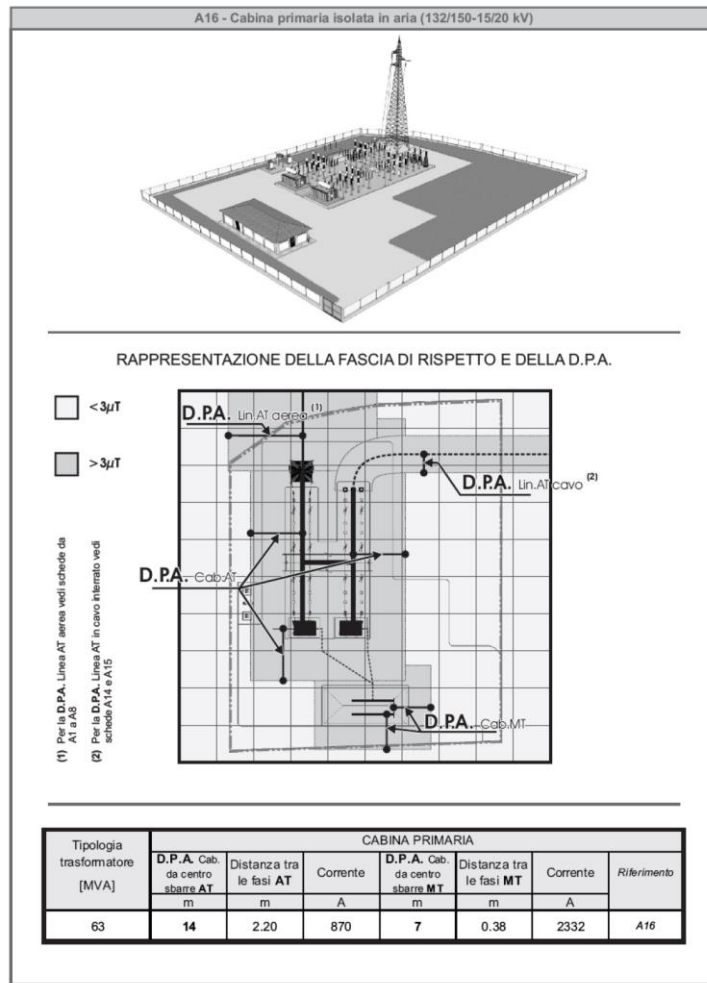 A16 - Cabina primaria isolata in aria (132/150-15/20 kV)
RAPPRESENTAZIONE DELLA FASCIA DI RISPETTO E DELLA D.P.A.
<3µT
>3µT
D.P.A. Lin.AT aerea (1)
D.P.A. Lin.AT cavo (2)
D.P.A. Cab.AT
D.P.A. Cab.MT
(1) Per la D.P.A. Linea AT aerea vedi schede da
A1 a A8
(2) Per la D.P.A. Linea AT in cavo interrato vedi
schede A14 e A15
Tipologia
trasformatore
[MVA]
CABINA PRIMARIA
D.P.A. Cab.
da centro
sbarre AT
Distanza tra
le fasi AT
Corrente
D.P.A. Cab.
da centro
sbarre MT
Distanza tra
le fasi MT
Corrente
Riferimento
m m A m m A
63 14 2.20 870 7 0.38 2332 A16